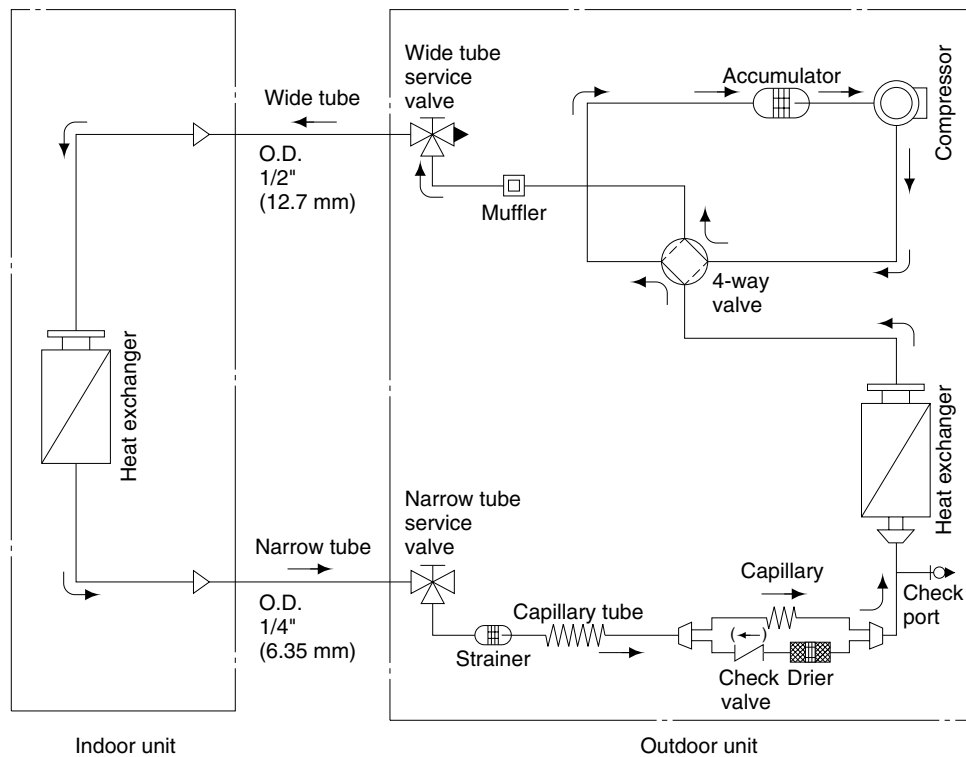 Wide tube
service
valve
Accumulator
Compressor
Wide tube
O.D.
1/2"
(12.7 mm)
Muffler
4-way
valve
Heat exchanger
Heat exchanger
Narrow tube
service
valve
Narrow tube
O.D.
1/4"
(6.35 mm)
Capillary tube
Strainer
Capillary
Check
port
Check
valve
Drier
Indoor unit
Outdoor unit